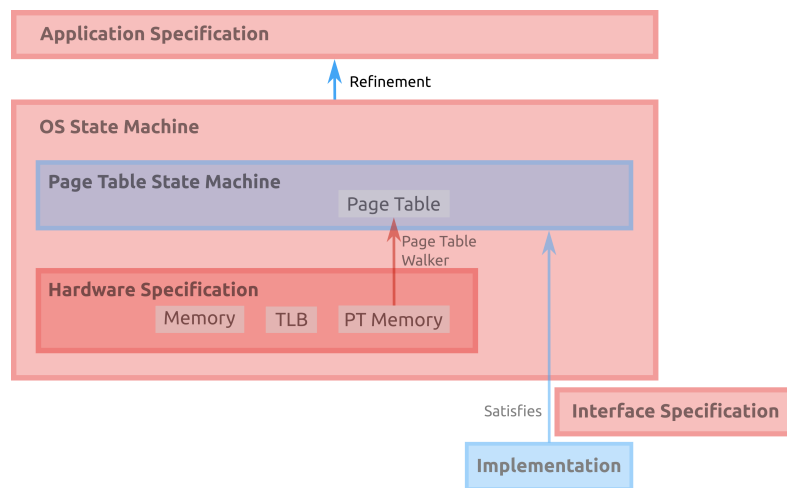 Application Specification
Refinement
OS State Machine
Page Table State Machine
Page Table
Page Table
Walker
Hardware Specification
Memory
TLB
PT Memory
Satisfies
Interface Specification
Implementation